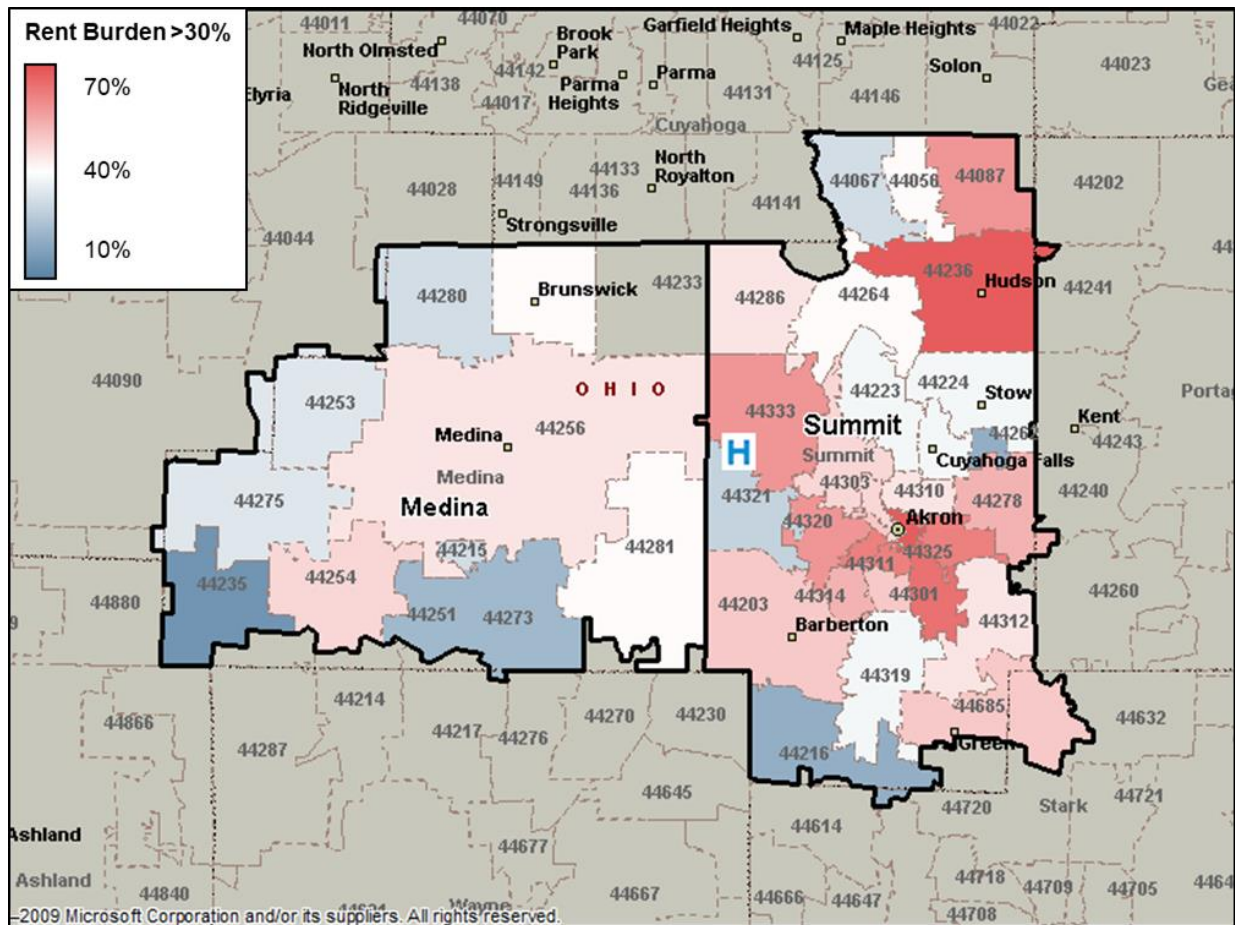 Rent Burden >30%
70%
40%
10%
44011
44070
North Olmsted
Brook
Park
Garfield Heights
Maple Heights
44022
44138
44142
Parma
Heights
Parma
44125
Solon
44023
Elyria
North
Ridgeville
44017
44131
44146
Cuyahoga
44028
44149
44133
44136
North
Royalton
44141
44067
44056
44087
44202
Strongsville
44044
44280
Brunswick
44233
44286
44264
44236
Hudson
44241
44090
44253
O H I O
44223
44224
Stow
44333
Summit
Summit
Kent
44243
Medina
44256
Medina
Medina
H
Cuyahoga Falls
44275
44321
44303
44310
44278
44240
44320
Akron
44281
44215
44325
44311
44235
44254
44251
44273
44203
44314
44301
44312
44260
44880
Barberton
44319
44214
44866
44287
44217
44276
44270
44230
44685
44632
Green
44216
44645
44720
Stark
44721
44614
Ashland
Ashland
44677
44840
44667
44666
44647
44718
44709
44705
44708
Wayne
–2009 Microsoft Corporation and/or its suppliers. All rights reserved.